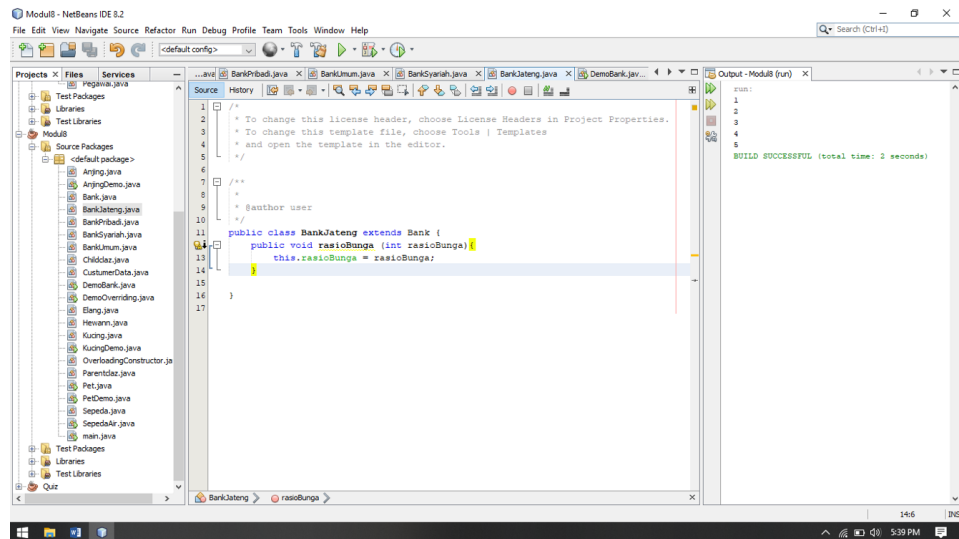 Modul8 - NetBeans IDE 8.2
File Edit View Navigate Source Refactor Run Debug Profile Team Tools Window Help
Search (Ctrl+I)
<default config>
Projects Files Services
Pegawai.java
Test Packages
Libraries
Test Libraries
Modul8
Source Packages
<default package>
Anjing.java
AnjingDemo.java
Bank.java
BankJateng.java
BankPribadi.java
BankSyariah.java
BankUmum.java
Childclaz.java
CustumerData.java
DemoBank.java
DemoOverriding.java
Elang.java
Hewann.java
Kucing.java
KucingDemo.java
OverloadingConstructor.ja
Parentclaz.java
Pet.java
PetDemo.java
Sepeda.java
SepedaAir.java
main.java
Test Packages
Libraries
Test Libraries
Quiz
...ava BankPribadi.java BankUmum.java BankSyariah.java BankJateng.java DemoBank.jav...
Source History
1 /*
2 * To change this license header, choose License Headers in Project Properties.
3 * To change this template file, choose Tools | Templates
4 * and open the template in the editor.
5 */
6
7 /**
8 *
9 * @author user
10 */
11 public class BankJateng extends Bank {
public void rasioBunga (int rasioBunga){
13 this.rasioBunga = rasioBunga;
14 }
15
16 }
17
BankJateng rasioBunga
Output - Modul8 (run)
run:
1
2
3
4
5
BUILD SUCCESSFUL (total time: 2 seconds)
14:6 INS
5:39 PM